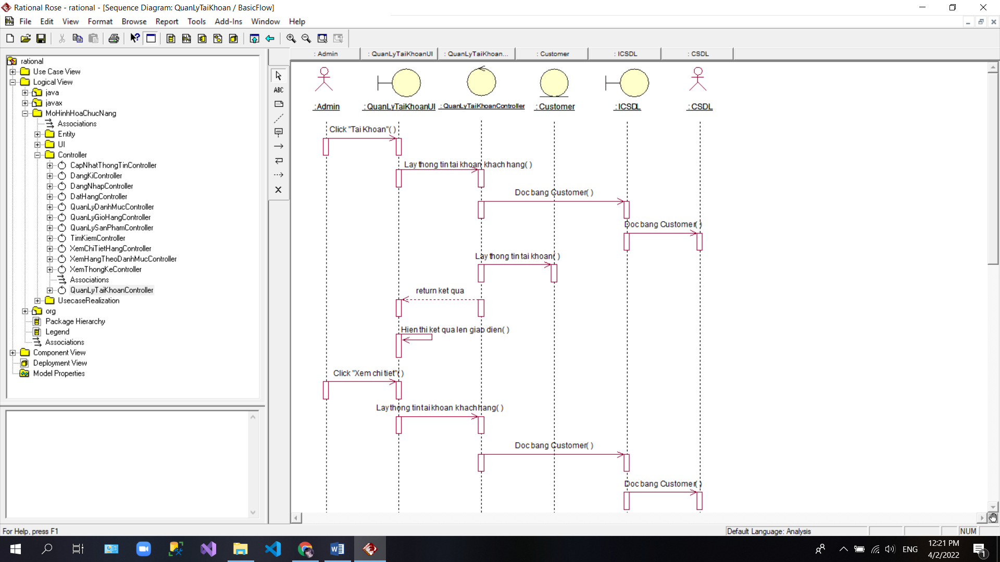 Rational Rose - rational - [Sequence Diagram: QuanLyTaiKhoan / BasicFlow]
File Edit View Format Browse Report Tools Add-Ins Window Help
rational
Use Case View
Logical View
java
javax
MoHinhHoaChucNang
Associations
Entity
UI
Controller
CapNhatThongTinController
DangKiController
DangNhapController
DatHangController
QuanLyDanhMucController
QuanLyGioHangController
QuanLySanPhamController
TimKiemController
XemChiTietHangController
XemHangTheoDanhMucController
XemThongKeController
Associations
QuanLyTaiKhoanController
UsecaseRealization
org
Package Hierarchy
Legend
Associations
Component View
Deployment View
Model Properties
ABC
: Admin : QuanLyTaiKhoanUI : QuanLyTaiKhoan... : Customer : ICSDL : CSDL
:Admin : QuanLyTaiKhoanUI : QuanLyTaiKhoanController : Customer : ICSDL : CSDL
Click "Tai Khoan"( )
Lay thong tin tai khoan khach hang( )
Doc bang Customer( )
Doc bang Customer( )
Lay thong tin tai khoan( )
return ket qua
Hien thi ket qua len giao dien( )
Click "Xem chi tiet"( )
Lay thong tin tai khoan khach hang( )
Doc bang Customer( )
Doc bang Customer( )
For Help, press F1
Default Language: Analysis NUM
ENG
12:21 PM
4/2/2022
1